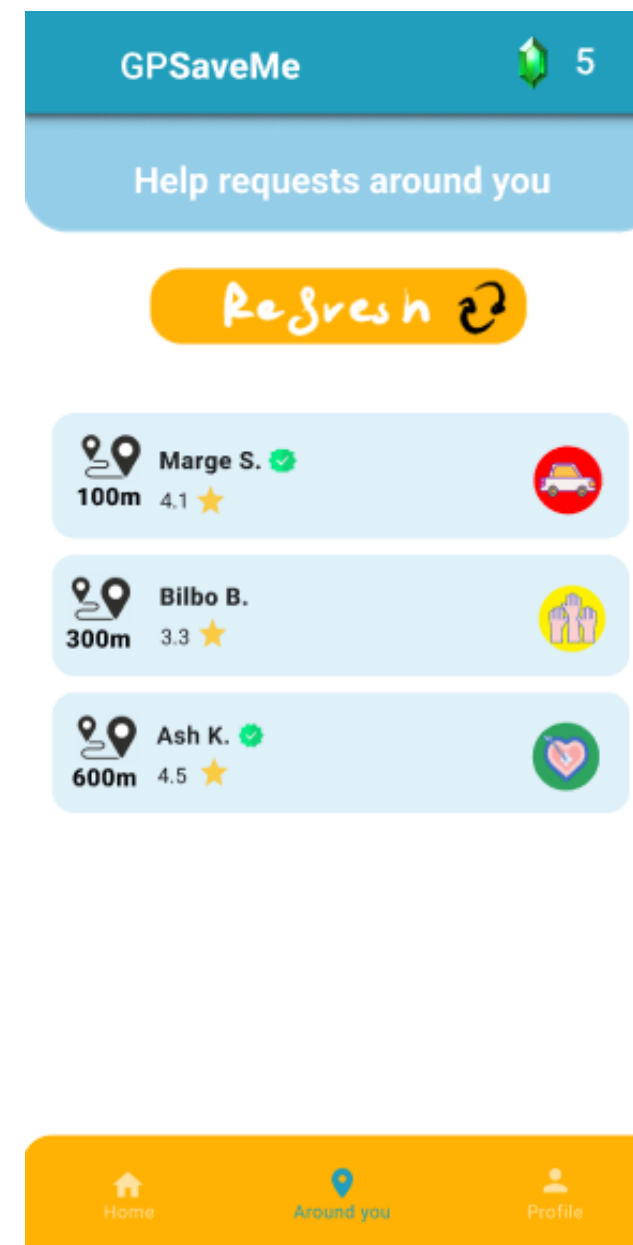 GPSaveMe 5
Help requests around you
Refresh
Marge S.
100m 4.1
Bilbo B.
300m 3.3
Ash K.
600m 4.5
Home Around you Profile